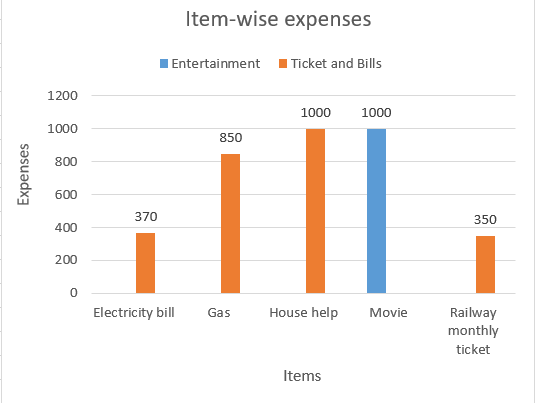 Item-wise expenses
Entertainment Ticket and Bills
1200
1000
800
600
400
200
0
Expenses
370
850
1000
1000
350
Electricity bill
Gas
House help
Movie
Railway
monthly
ticket
Items